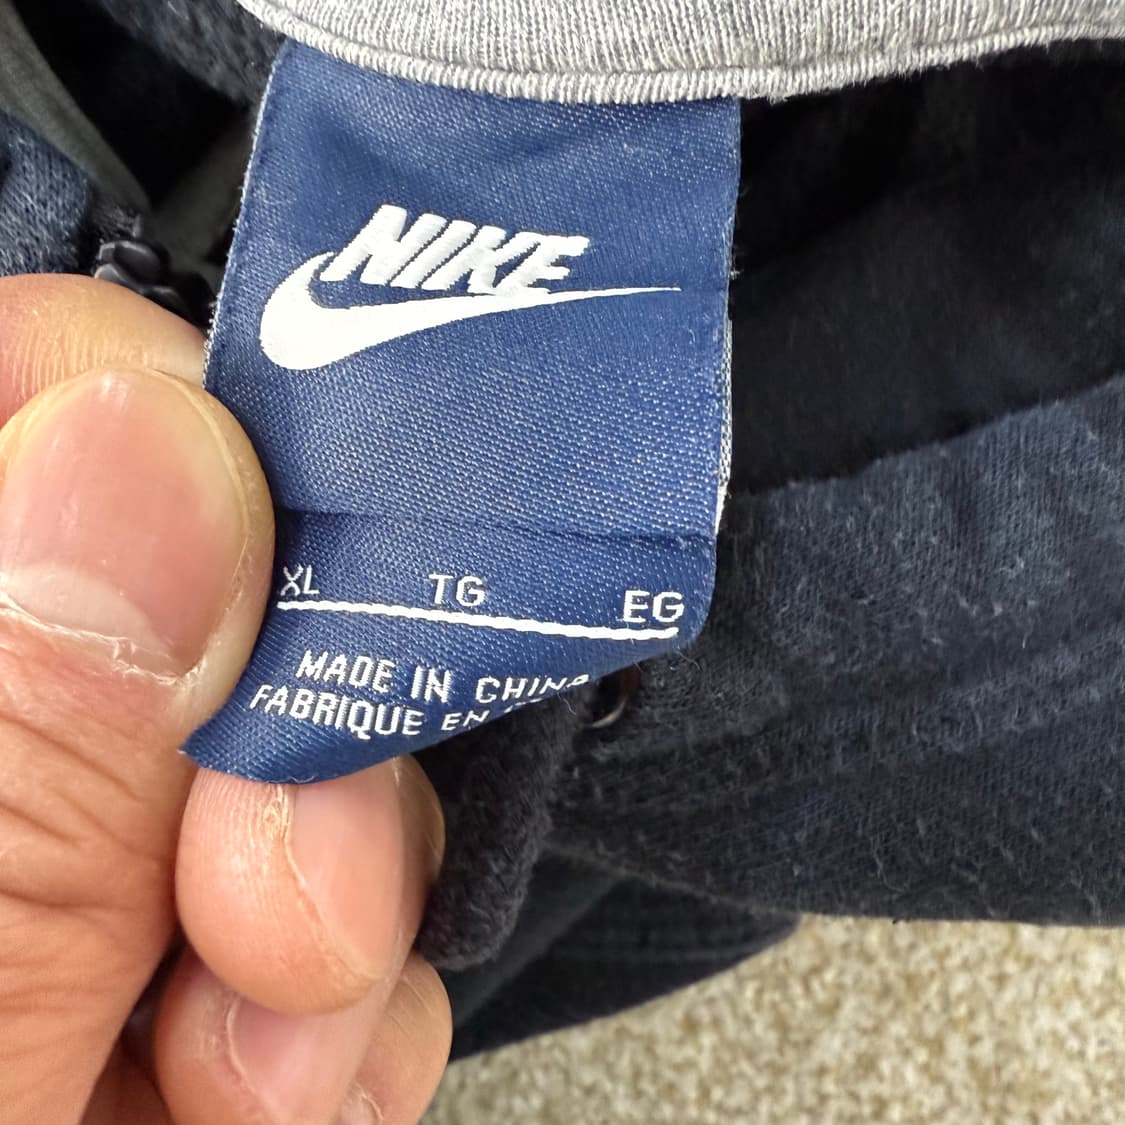 NIKE
XL TG EG
MADE IN CHINA
FABRIQUE EN